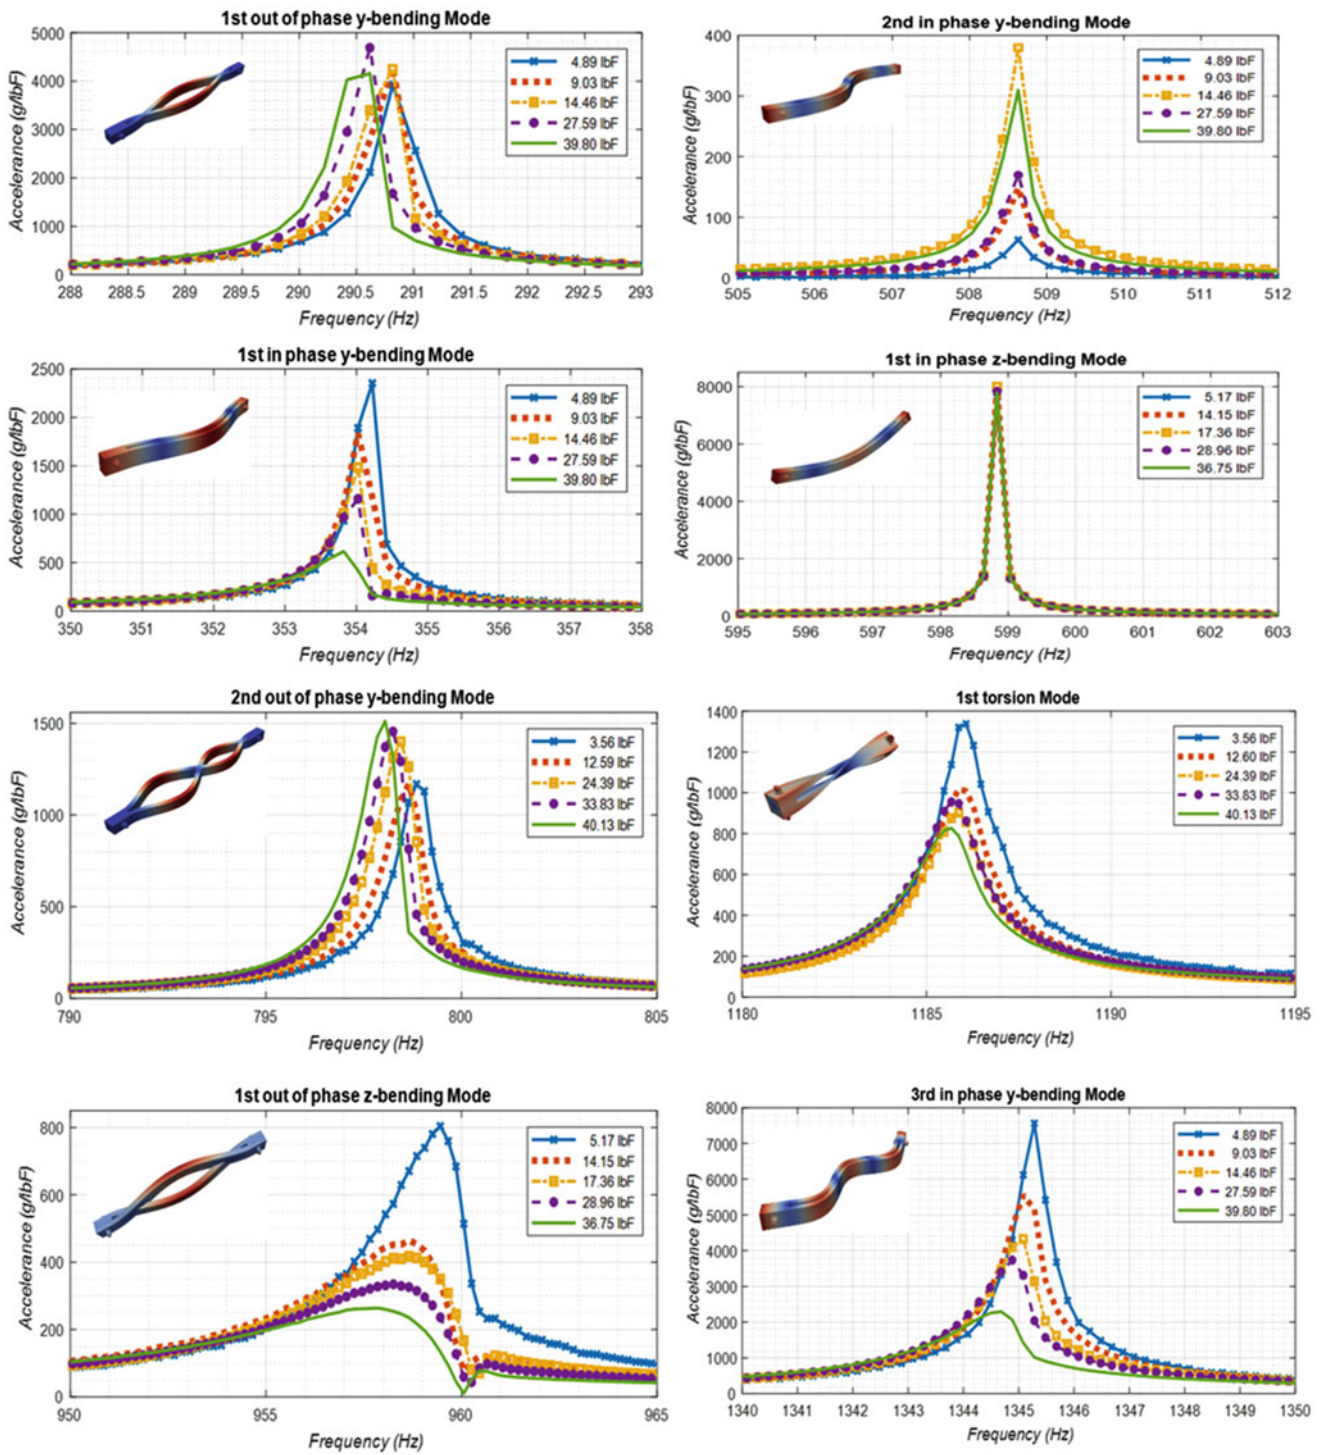 1st out of phase y-bending Mode
Accelerance (g/lbF)
5000
4000
3000
2000
1000
0
4.89 lbF
9.03 lbF
14.46 lbF
27.59 lbF
39.80 lbF
288 288.5 289 289.5 290 290.5 291 291.5 292 292.5 293
Frequency (Hz)
2nd in phase y-bending Mode
Accelerance (g/lbF)
400
300
200
100
0
4.89 lbF
9.03 lbF
14.46 lbF
27.59 lbF
39.80 lbF
505 506 507 508 509 510 511 512
Frequency (Hz)
1st in phase y-bending Mode
Accelerance (g/lbF)
2500
2000
1500
1000
500
0
4.89 lbF
9.03 lbF
14.46 lbF
27.59 lbF
39.80 lbF
350 351 352 353 354 355 356 357 358
Frequency (Hz)
1st in phase z-bending Mode
Accelerance (g/lbF)
8000
6000
4000
2000
0
5.17 lbF
14.15 lbF
17.36 lbF
28.96 lbF
36.75 lbF
595 596 597 598 599 600 601 602 603
Frequency (Hz)
2nd out of phase y-bending Mode
Accelerance (g/lbF)
1500
1000
500
0
3.56 lbF
12.59 lbF
24.39 lbF
33.83 lbF
40.13 lbF
790 795 800 805
Frequency (Hz)
1st torsion Mode
Accelerance (g/lbF)
1400
1200
1000
800
600
400
200
0
3.56 lbF
12.60 lbF
24.39 lbF
33.83 lbF
40.13 lbF
1180 1185 1190 1195
Frequency (Hz)
1st out of phase z-bending Mode
Accelerance (g/lbF)
800
600
400
200
0
5.17 lbF
14.15 lbF
17.36 lbF
28.96 lbF
36.75 lbF
950 955 960 965
Frequency (Hz)
3rd in phase y-bending Mode
Accelerance (g/lbF)
8000
7000
6000
5000
4000
3000
2000
1000
0
4.89 lbF
9.03 lbF
14.46 lbF
27.59 lbF
39.80 lbF
1340 1341 1342 1343 1344 1345 1346 1347 1348 1349 1350
Frequency (Hz)